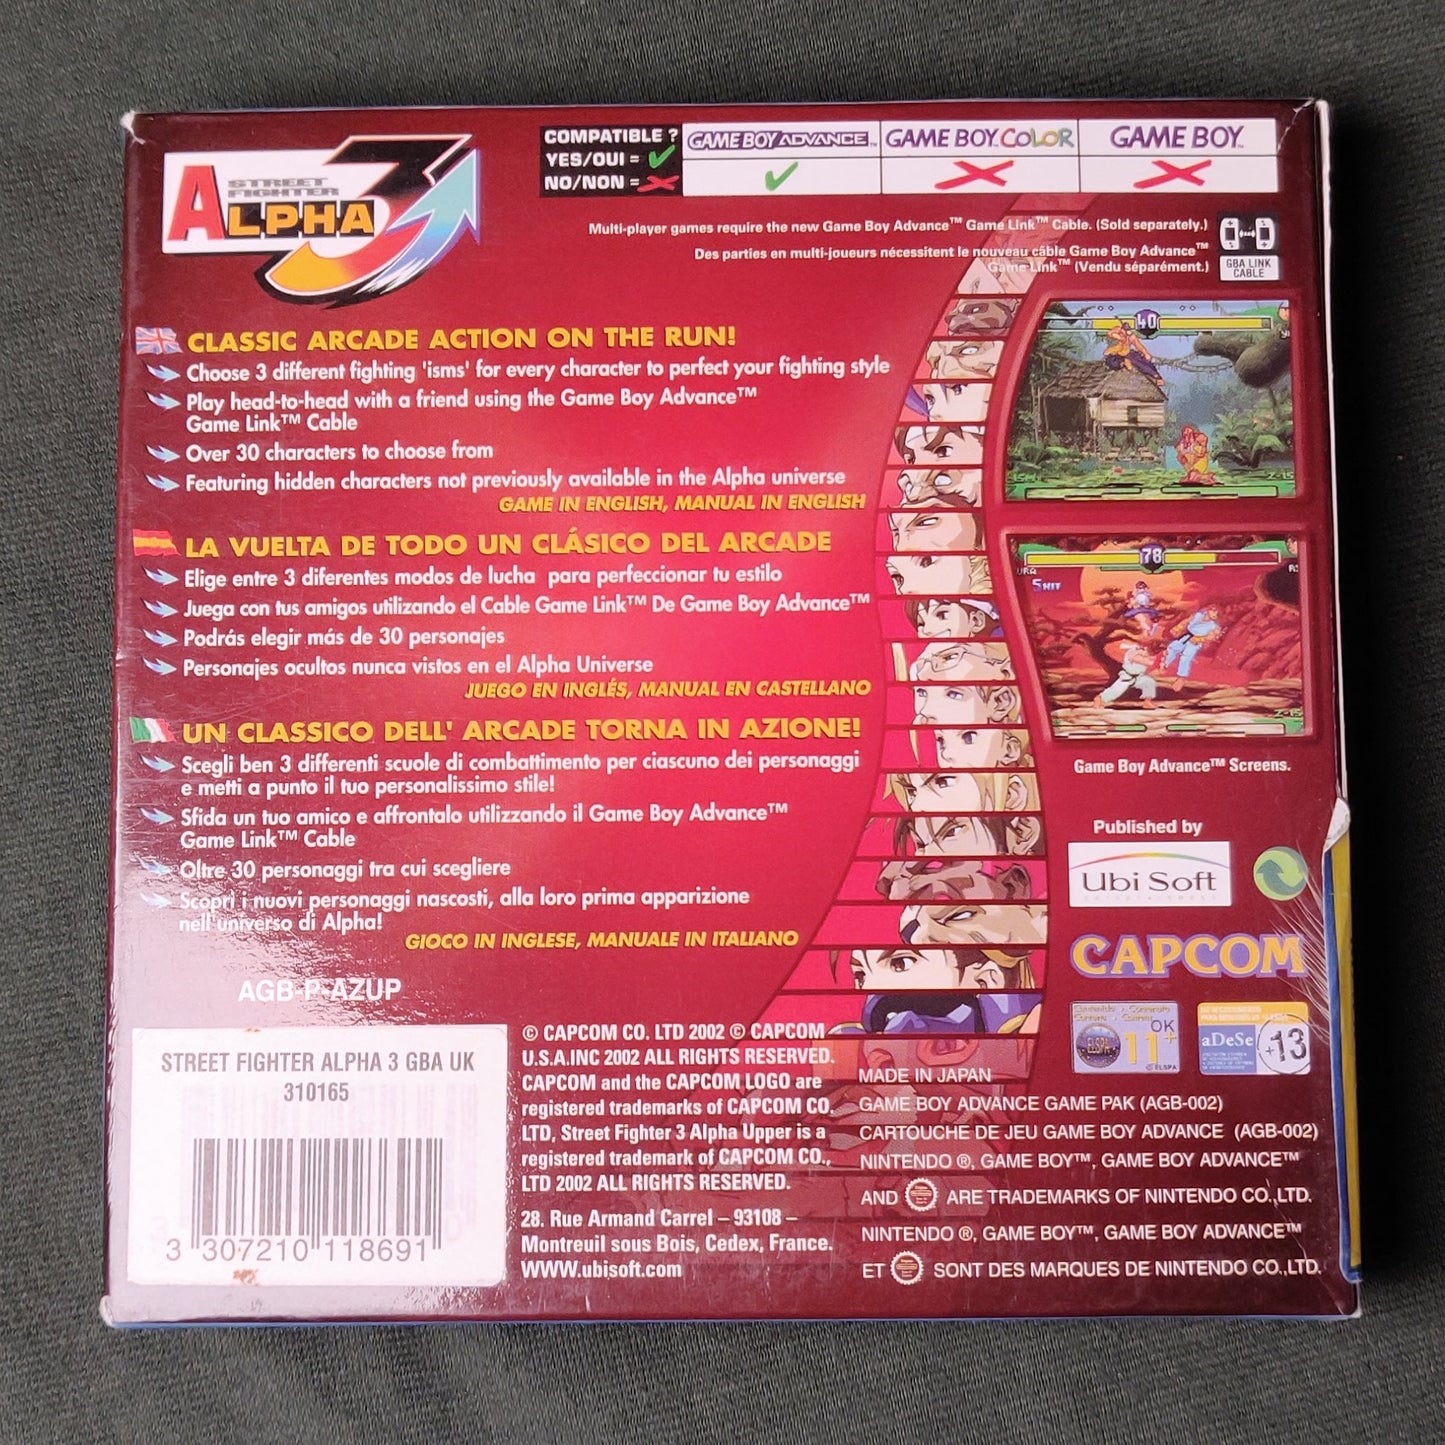 STREET
FIGHTER
ALPHA 3
COMPATIBLE ?
YES/OUI =
NO/NON =
GAME BOY ADVANCE™
GAME BOY COLOR
GAME BOY™
Multi-player games require the new Game Boy Advance™ Game Link™ Cable. (Sold separately.)
Des parties en multi-joueurs nécessitent le nouveau câble Game Boy Advance™
Game Link™ (Vendu séparément.)
GBA LINK
CABLE
CLASSIC ARCADE ACTION ON THE RUN!
Choose 3 different fighting 'isms' for every character to perfect your fighting style
Play head-to-head with a friend using the Game Boy Advance™
Game Link™ Cable
Over 30 characters to choose from
Featuring hidden characters not previously available in the Alpha universe
GAME IN ENGLISH, MANUAL IN ENGLISH
LA VUELTA DE TODO UN CLÁSICO DEL ARCADE
Elige entre 3 diferentes modos de lucha para perfeccionar tu estilo
Juega con tus amigos utilizando el Cable Game Link™ De Game Boy Advance™
Podrás elegir más de 30 personajes
Personajes ocultos nunca vistos en el Alpha Universe
JUEGO EN INGLÉS, MANUAL EN CASTELLANO
UN CLASSICO DELL' ARCADE TORNA IN AZIONE!
Scegli ben 3 differenti scuole di combattimento per ciascuno dei personaggi
e metti a punto il tuo personalissimo stile!
Sfida un tuo amico e affrontalo utilizzando il Game Boy Advance™
Game Link™ Cable
Oltre 30 personaggi tra cui scegliere
Scopri i nuovi personaggi nascosti, alla loro prima apparizione
nell'universo di Alpha!
GIOCO IN INGLESE, MANUALE IN ITALIANO
40
78
5 HIT
Game Boy Advance™ Screens.
Published by
Ubi Soft
ENTERTAINMENT
CAPCOM
ELSPA
11+
OK
© ELSPA
aDeSe
+13
AGB-P-AZUP
STREET FIGHTER ALPHA 3 GBA UK
310165
3 307210 118691
© CAPCOM CO. LTD 2002 © CAPCOM
U.S.A.INC 2002 ALL RIGHTS RESERVED.
CAPCOM and the CAPCOM LOGO are
registered trademarks of CAPCOM CO.
LTD, Street Fighter 3 Alpha Upper is a
registered trademark of CAPCOM CO.,
LTD 2002 ALL RIGHTS RESERVED.
28. Rue Armand Carrel – 93108 –
Montreuil sous Bois, Cedex, France.
WWW.ubisoft.com
MADE IN JAPAN
GAME BOY ADVANCE GAME PAK (AGB-002)
CARTOUCHE DE JEU GAME BOY ADVANCE (AGB-002)
NINTENDO ®, GAME BOY™, GAME BOY ADVANCE™
AND ARE TRADEMARKS OF NINTENDO CO.,LTD.
NINTENDO ®, GAME BOY™, GAME BOY ADVANCE™
ET SONT DES MARQUES DE NINTENDO CO.,LTD.